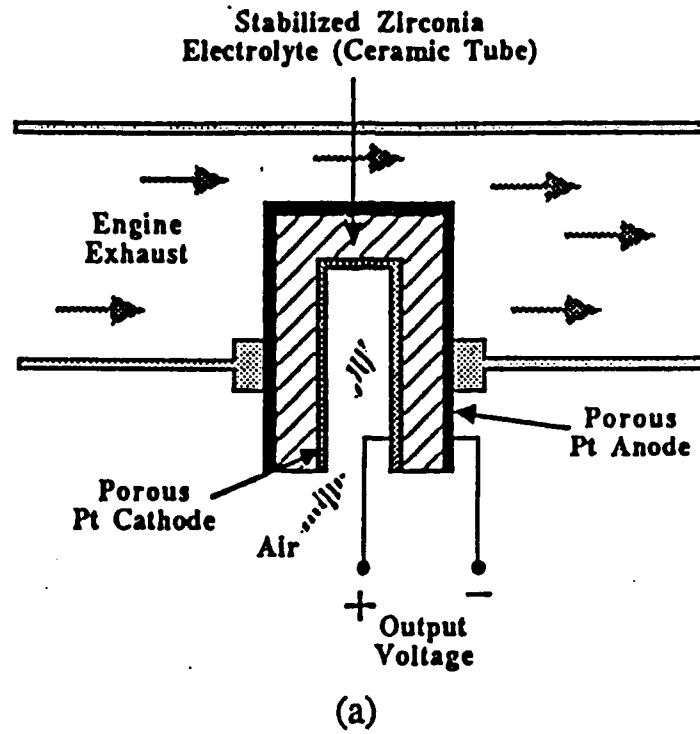 Stabilized Zirconia
Electrolyte (Ceramic Tube)
Engine
Exhaust
Porous
Pt Anode
Porous
Pt Cathode
Air
+ −
Output
Voltage
(a)